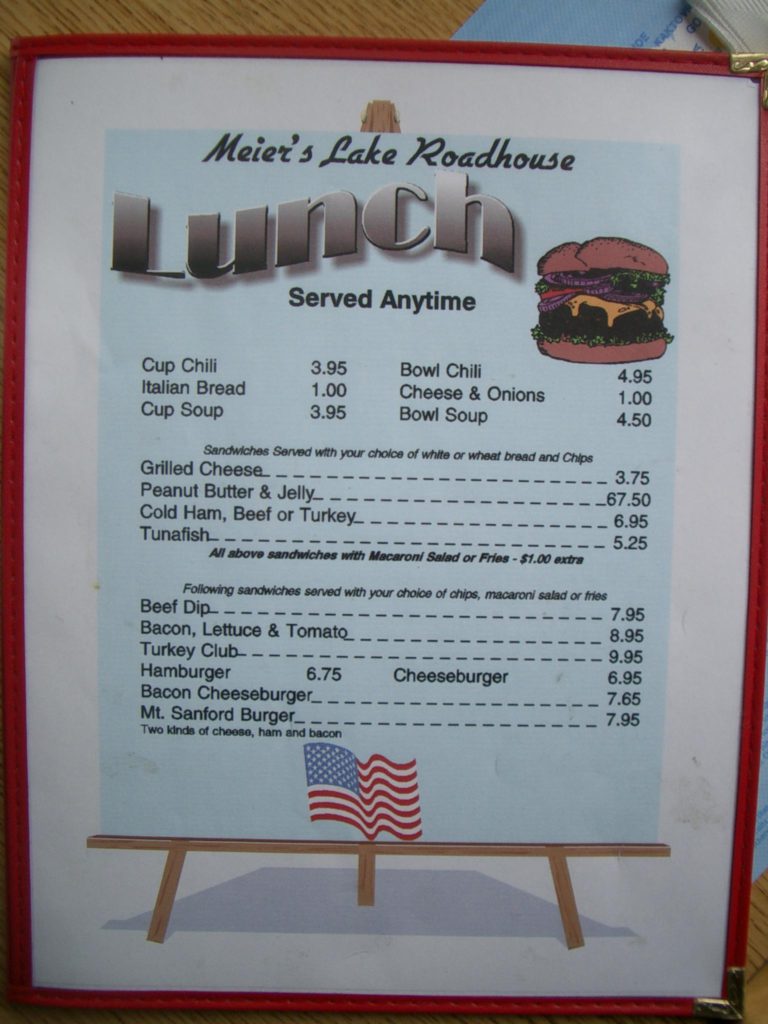 Meier's Lake Roadhouse
Lunch
Served Anytime
Cup Chili 3.95 Bowl Chili 4.95
Italian Bread 1.00 Cheese & Onions 1.00
Cup Soup 3.95 Bowl Soup 4.50
Sandwiches Served with your choice of white or wheat bread and Chips
Grilled Cheese 3.75
Peanut Butter & Jelly 67.50
Cold Ham, Beef or Turkey 6.95
Tunafish 5.25
All above sandwiches with Macaroni Salad or Fries - $1.00 extra
Following sandwiches served with your choice of chips, macaroni salad or fries
Beef Dip 7.95
Bacon, Lettuce & Tomato 8.95
Turkey Club 9.95
Hamburger 6.75 Cheeseburger 6.95
Bacon Cheeseburger 7.65
Mt. Sanford Burger 7.95
Two kinds of cheese, ham and bacon